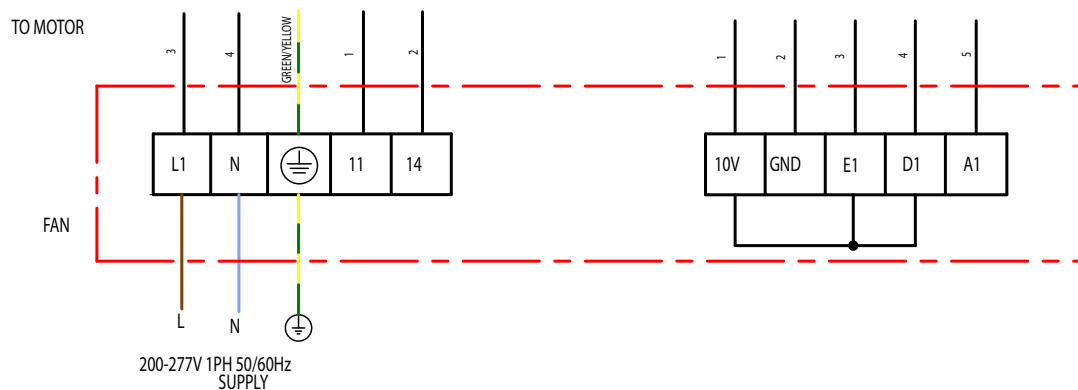 TO MOTOR
3
4
GREEN/YELLOW
1
2
1
2
3
4
5
L1
N
11
14
10V
GND
E1
D1
A1
FAN
L
N
200-277V 1PH 50/60Hz
SUPPLY